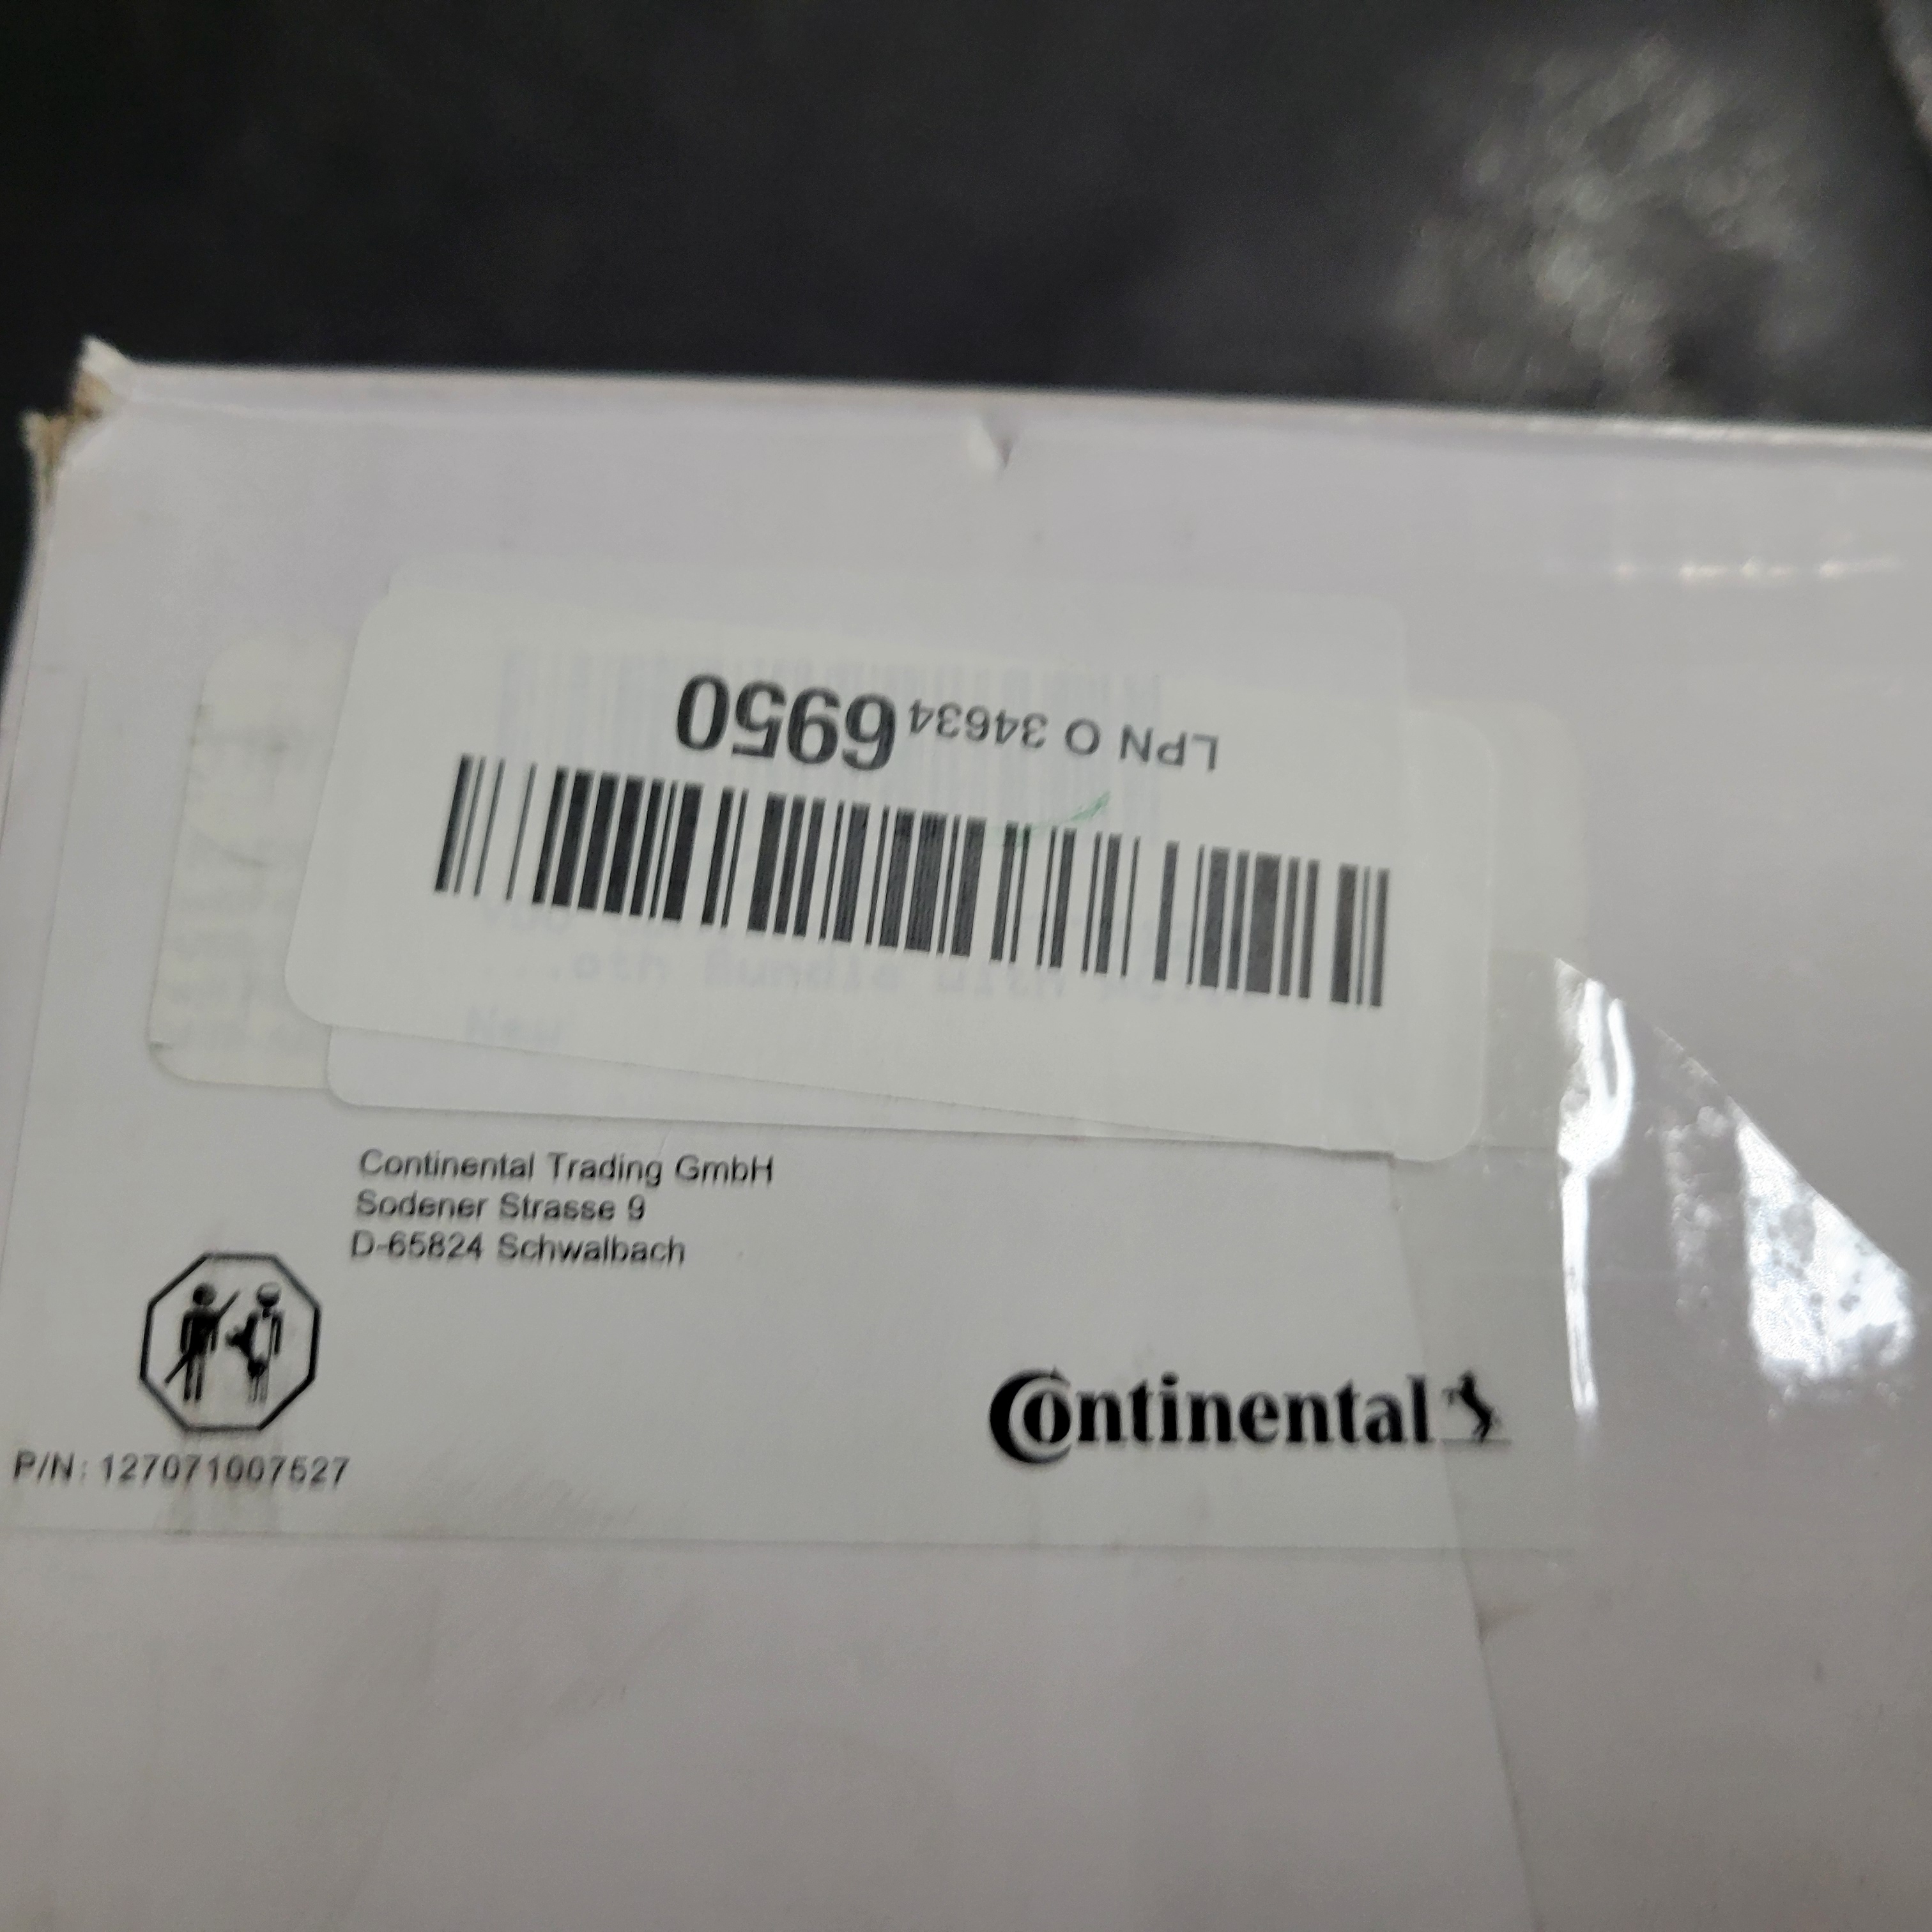 LPN O 346346950
Continental Trading GmbH
Sodener Strasse 9
D-65824 Schwalbach
Continental
P/N: 127071007527